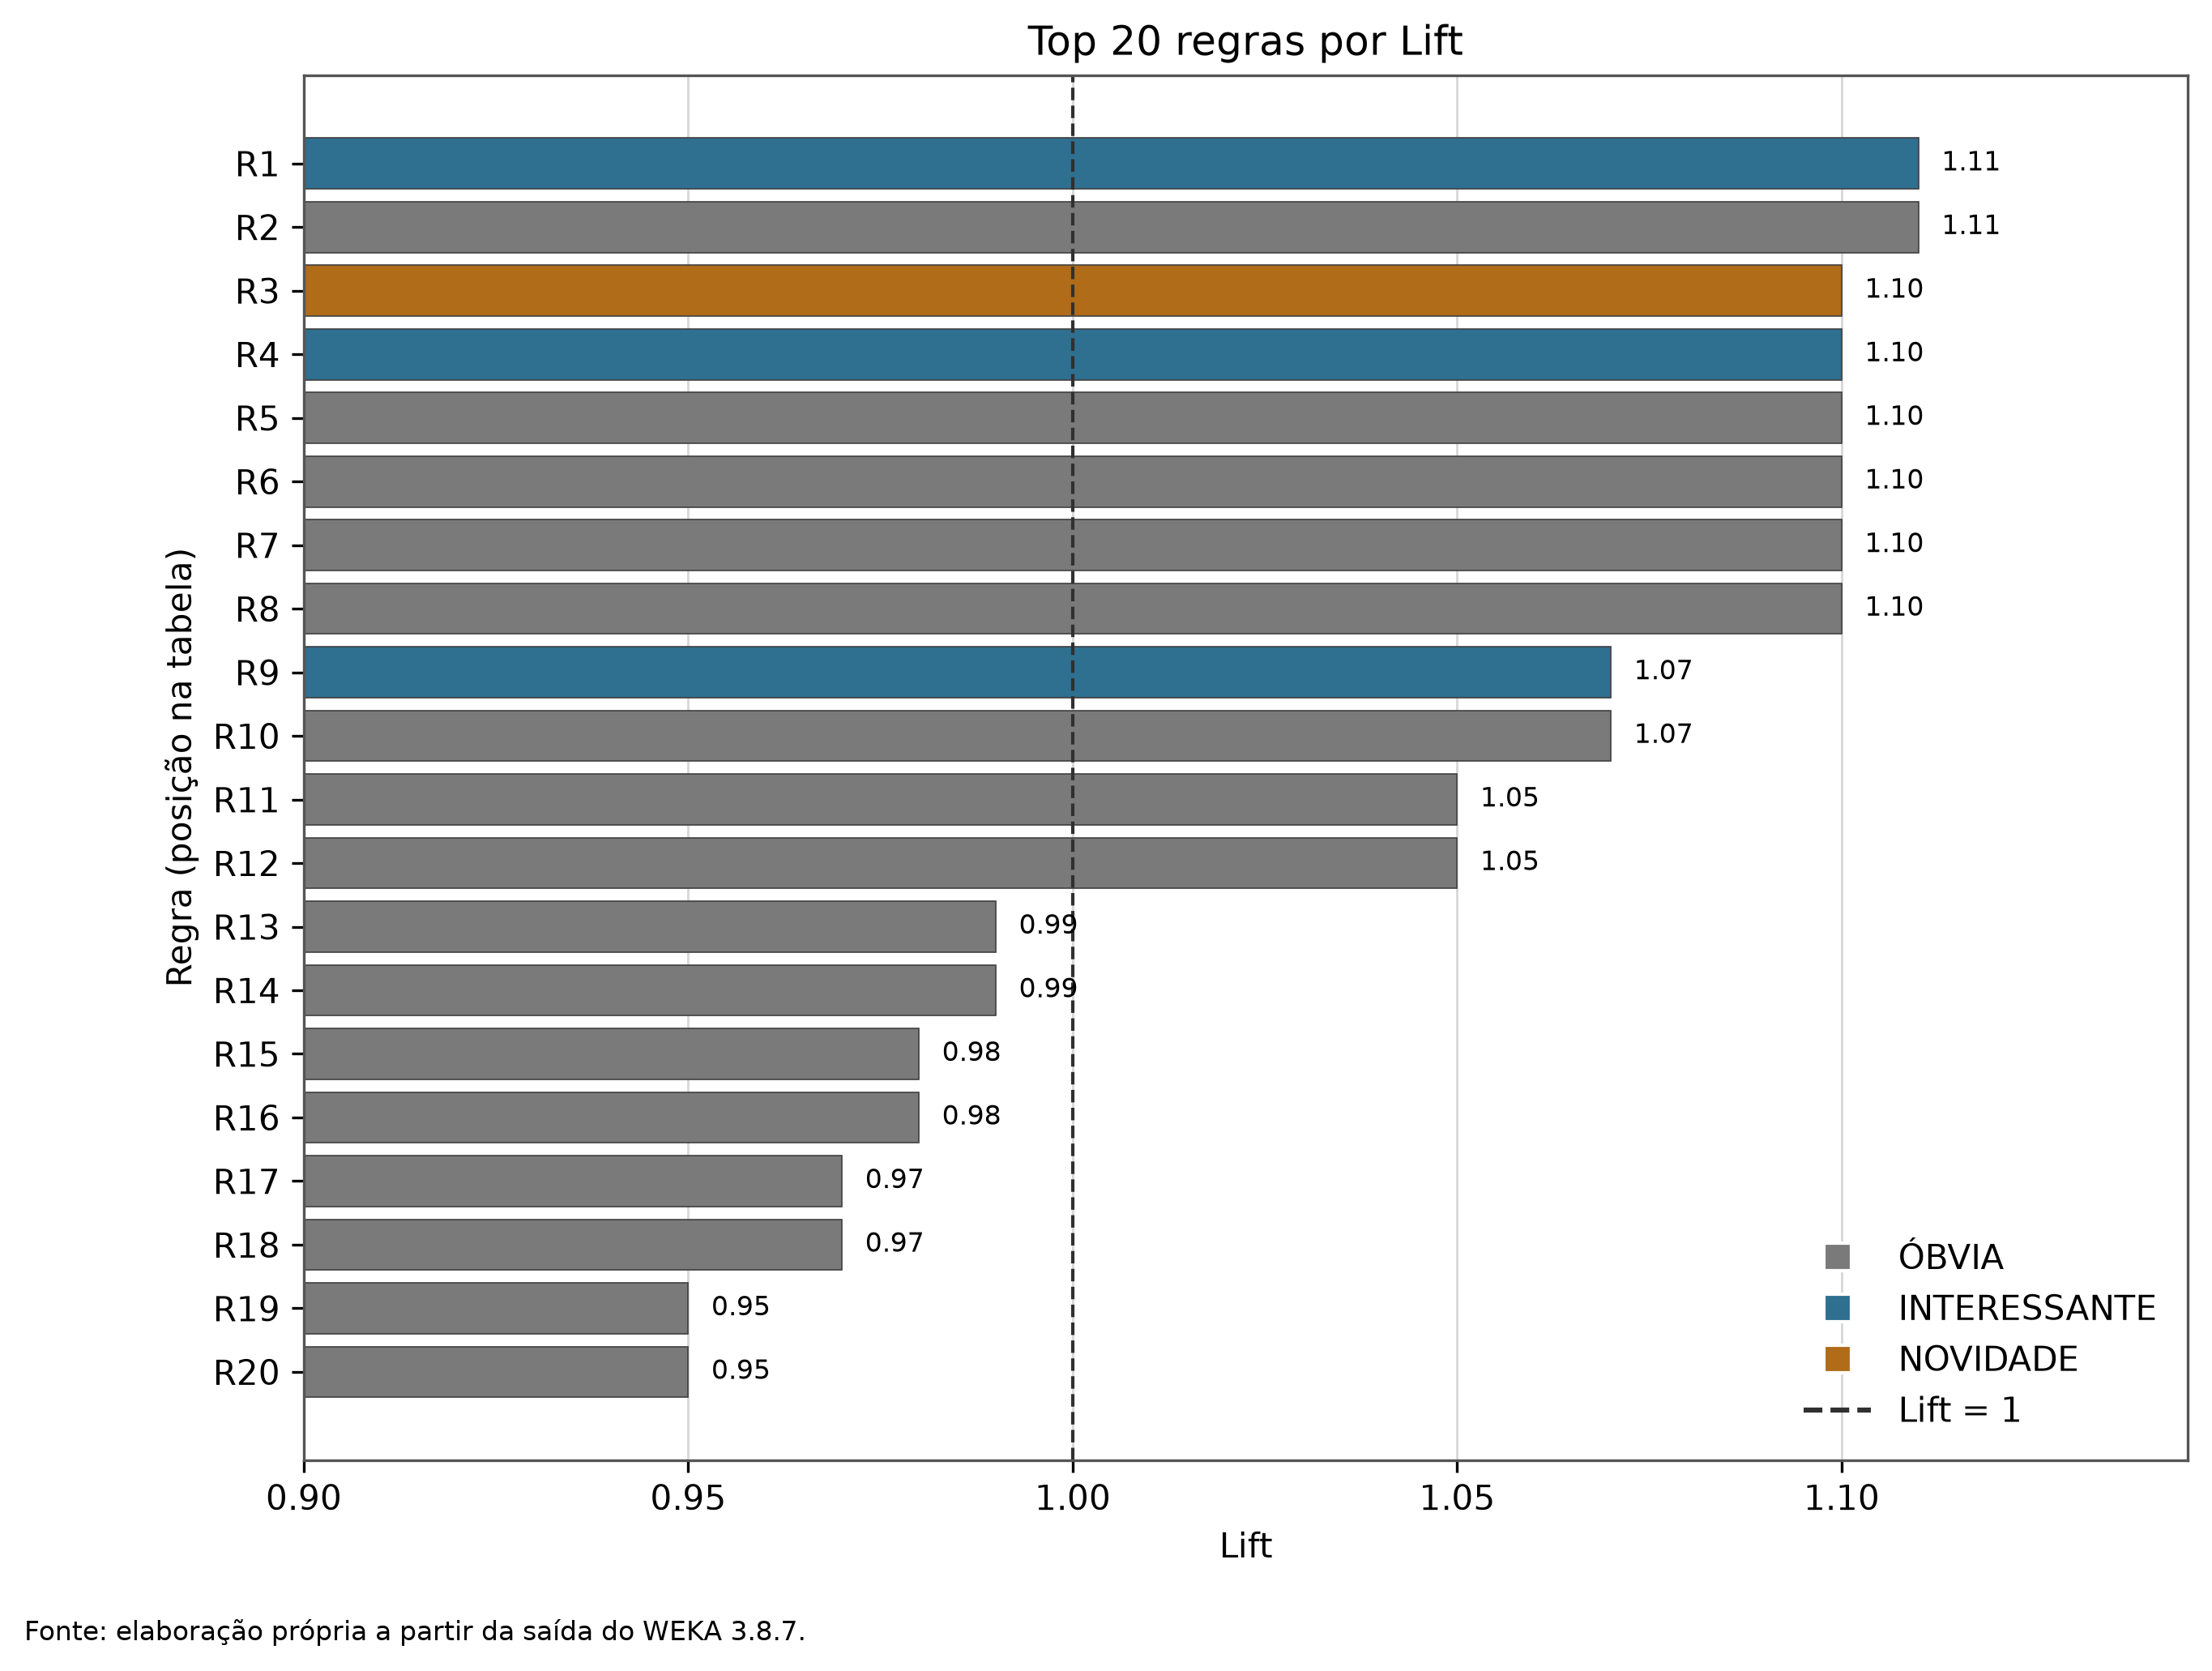 Top 20 regras por Lift
R1 1.11
R2 1.11
R3 1.10
R4 1.10
R5 1.10
R6 1.10
R7 1.10
R8 1.10
R9 1.07
R10 1.07
R11 1.05
R12 1.05
R13 0.99
R14 0.99
R15 0.98
R16 0.98
R17 0.97
R18 0.97
R19 0.95
R20 0.95
Regra (posição na tabela)
ÓBVIA
INTERESSANTE
NOVIDADE
Lift = 1
0.90 0.95 1.00 1.05 1.10
Lift
Fonte: elaboração própria a partir da saída do WEKA 3.8.7.